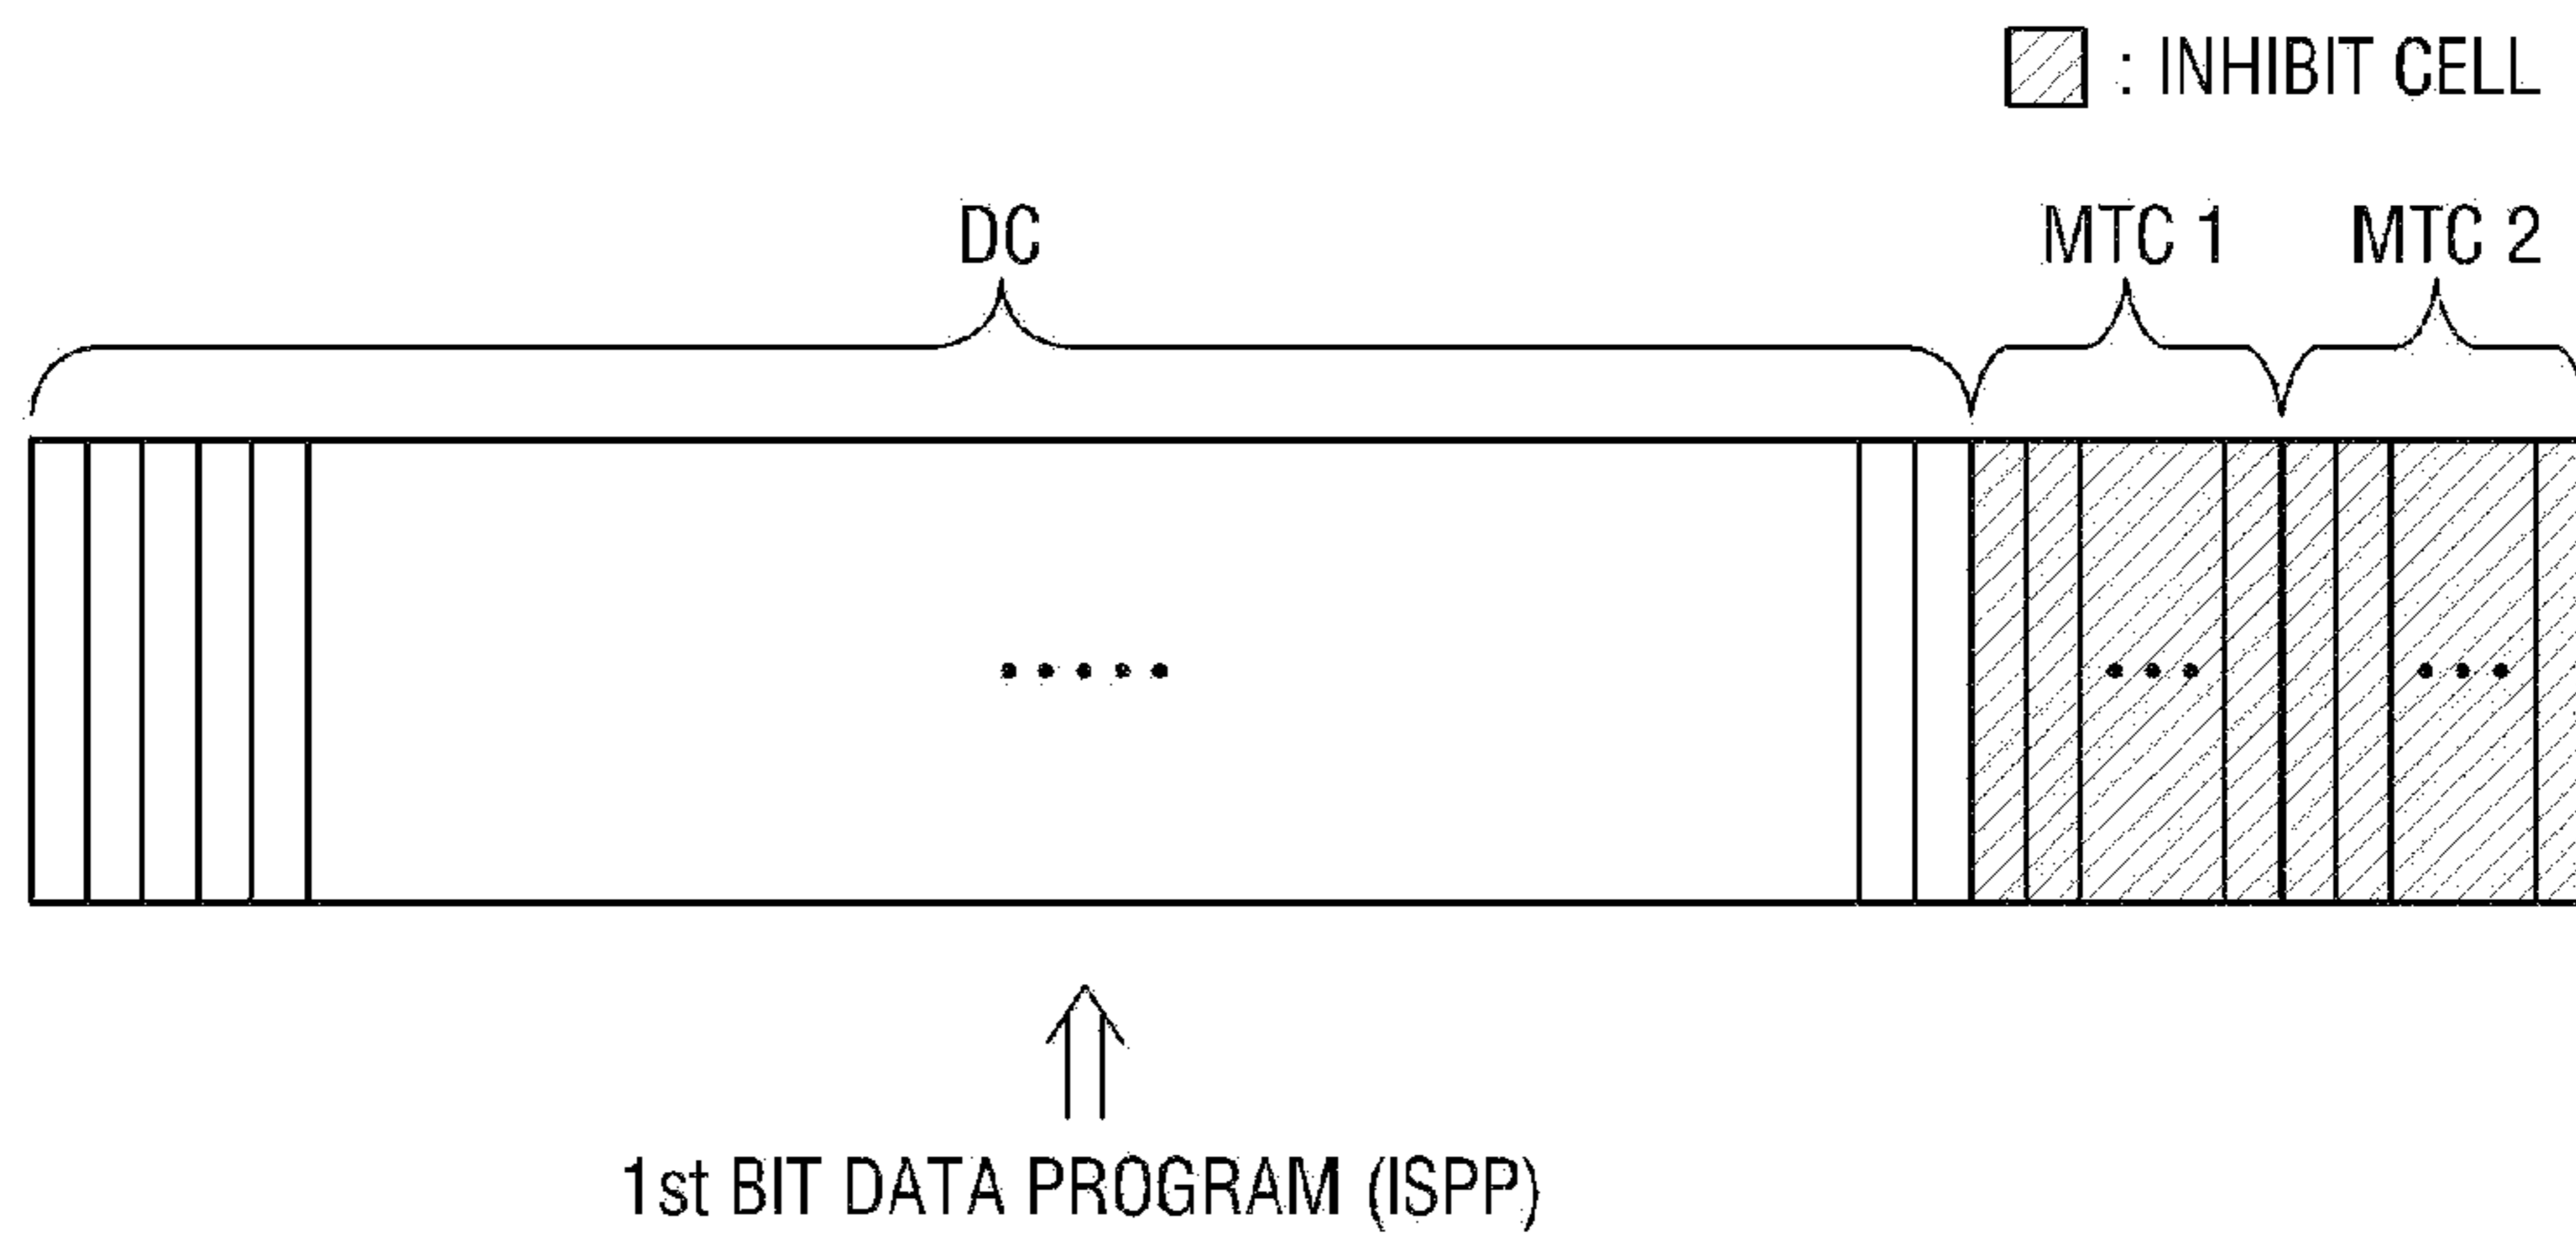 : INHIBIT CELL
DC
MTC 1
MTC 2
.....
...
...
1st BIT DATA PROGRAM (ISPP)